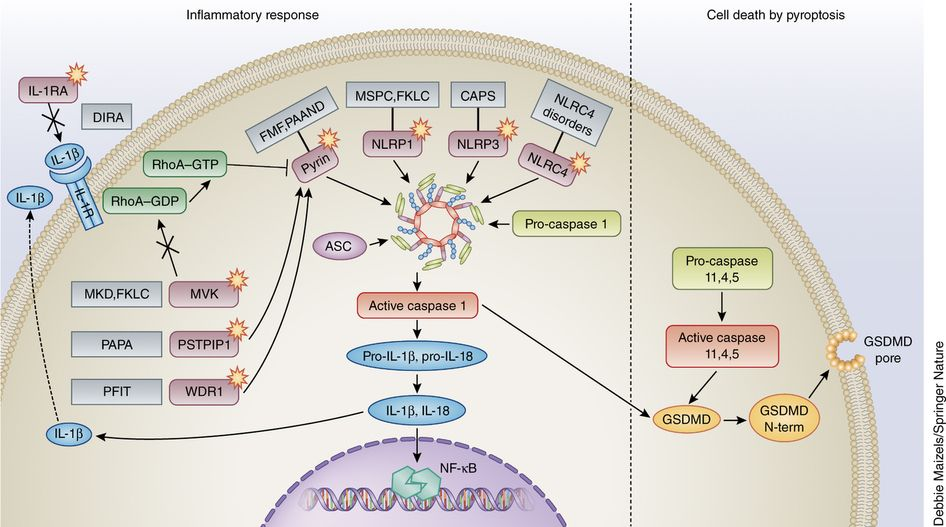 Inflammatory response
Cell death by pyroptosis
IL-1RA
DIRA
IL-1β
IL-1R
IL-1β
RhoA–GTP
RhoA–GDP
FMF,PAAND
Pyrin
MSPC,FKLC
NLRP1
CAPS
NLRP3
NLRC4
disorders
NLRC4
ASC
Pro-caspase 1
MKD,FKLC
MVK
PAPA
PSTPIP1
PFIT
WDR1
Active caspase 1
Pro-IL-1β, pro-IL-18
IL-1β, IL-18
IL-1β
NF-κB
Pro-caspase
11,4,5
Active caspase
11,4,5
GSDMD
GSDMD
N-term
GSDMD
pore
Debbie Maizels/Springer Nature